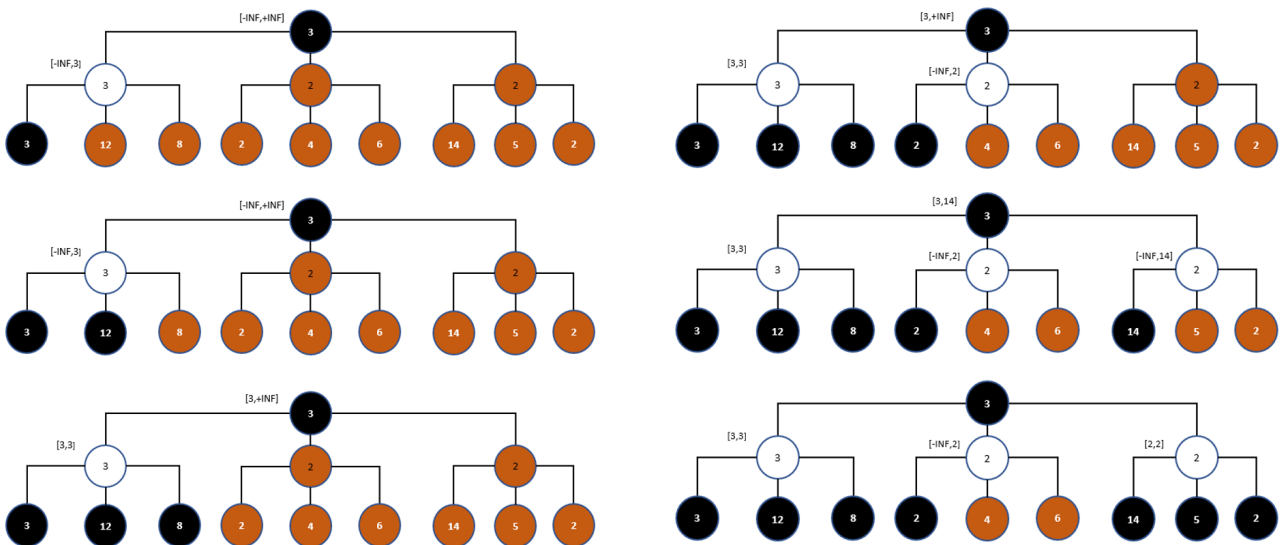 [-INF,+INF]
3
[-INF,3]
3 2 2
3 12 8 2 4 6 14 5 2
[-INF,+INF]
3
[-INF,3]
3 2 2
3 12 8 2 4 6 14 5 2
[3,+INF]
3
[3,3]
3 2 2
3 12 8 2 4 6 14 5 2
[3,+INF]
3
[3,3] [-INF,2]
3 2 2
3 12 8 2 4 6 14 5 2
[3,14]
3
[3,3] [-INF,2] [-INF,14]
3 2 2
3 12 8 2 4 6 14 5 2
3
[3,3] [-INF,2] [2,2]
3 2 2
3 12 8 2 4 6 14 5 2